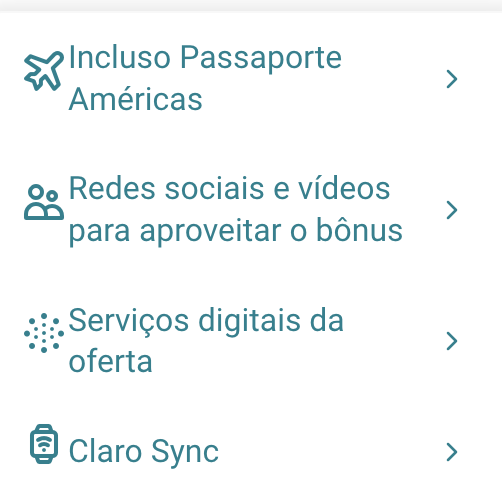 Incluso Passaporte
Américas
Redes sociais e vídeos
para aproveitar o bônus
Serviços digitais da
oferta
Claro Sync